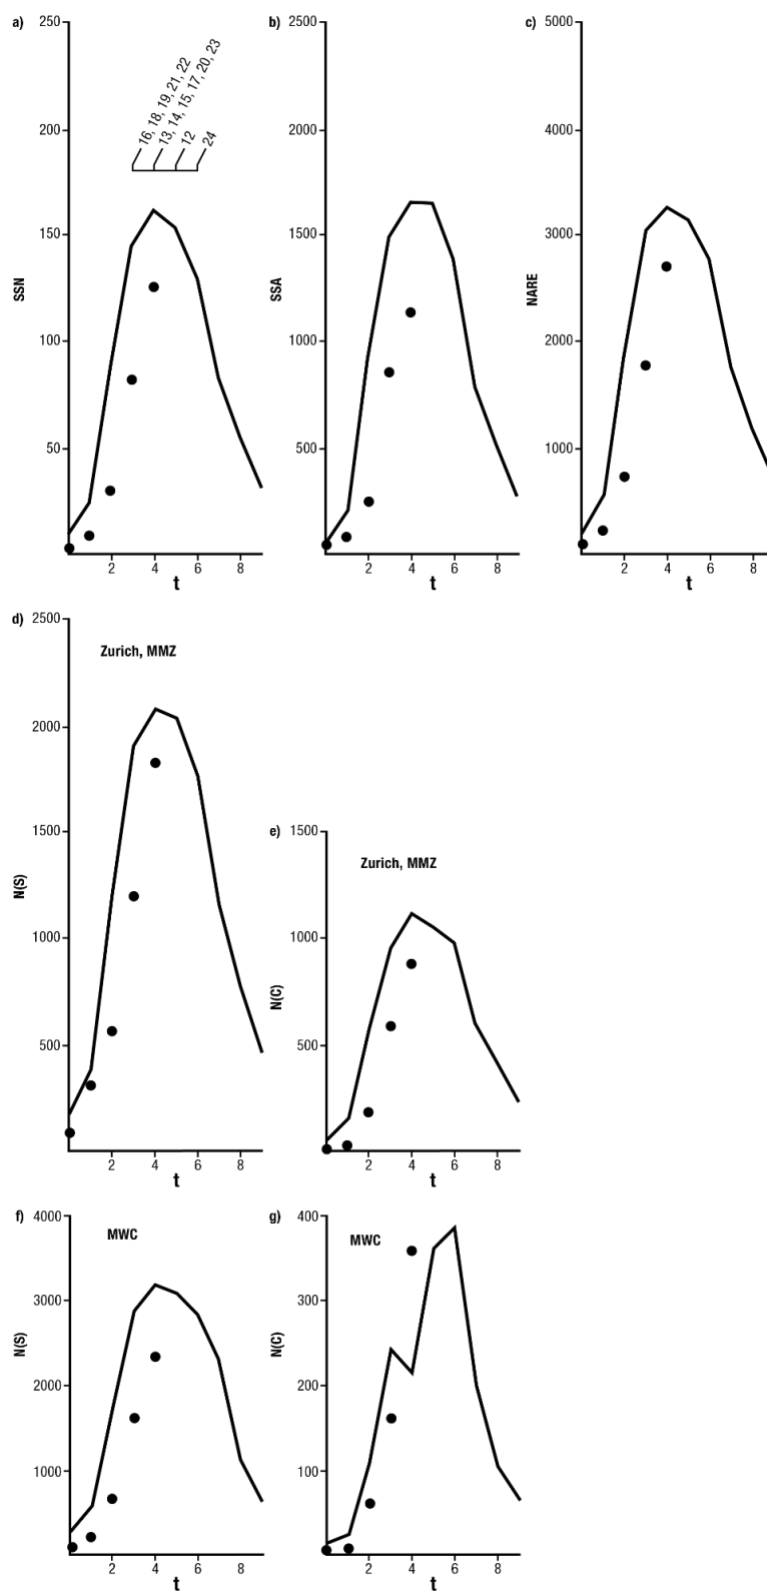 a)
250
200
150
100
50
SSN
16, 18, 19, 21, 22
13, 14, 15, 17, 20, 23
12
24
2 4 6 8
t
b)
2500
2000
1500
1000
500
SSA
2 4 6 8
t
c)
5000
4000
3000
2000
1000
NARE
2 4 6 8
t
d)
2500
2000
1500
1000
500
N(S)
Zurich, MMZ
2 4 6 8
t
e)
1500
1000
500
N(C)
Zurich, MMZ
2 4 6 8
t
f)
4000
3000
2000
1000
N(S)
MWC
2 4 6 8
t
g)
400
300
200
100
N(C)
MWC
2 4 6 8
t